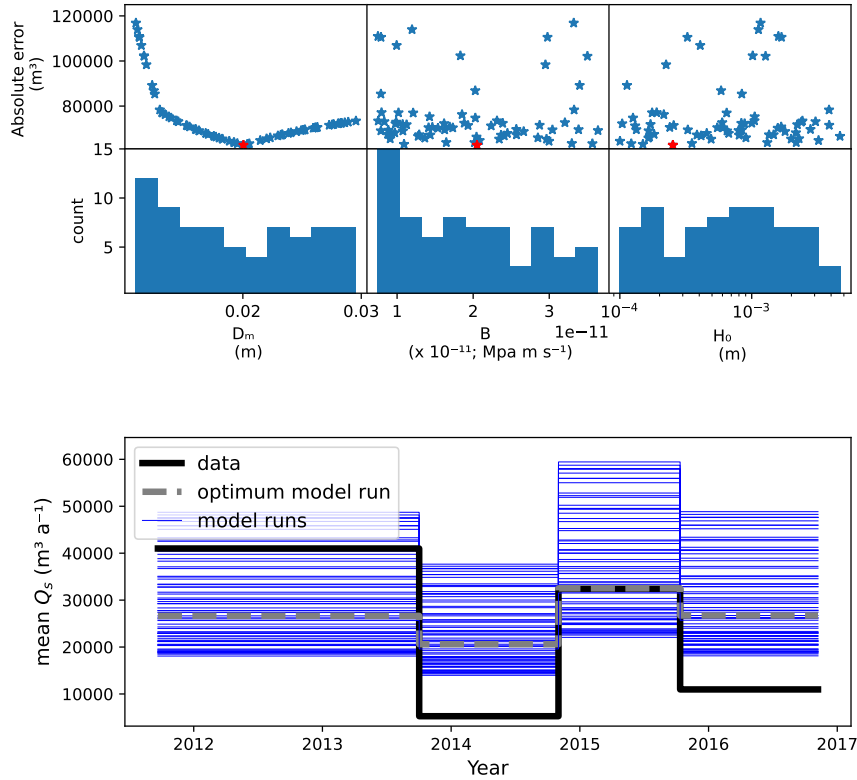 120000
80000
Absolute error
(m³)
15
10
5
count
0.02
0.03
Dₘ
(m)
1
2
3
1e−11
B
(x 10⁻¹¹; Mpa m s⁻¹)
10⁻⁴
10⁻³
H₀
(m)
60000
50000
40000
30000
20000
10000
mean Qₛ (m³ a⁻¹)
data
optimum model run
model runs
2012
2013
2014
2015
2016
2017
Year